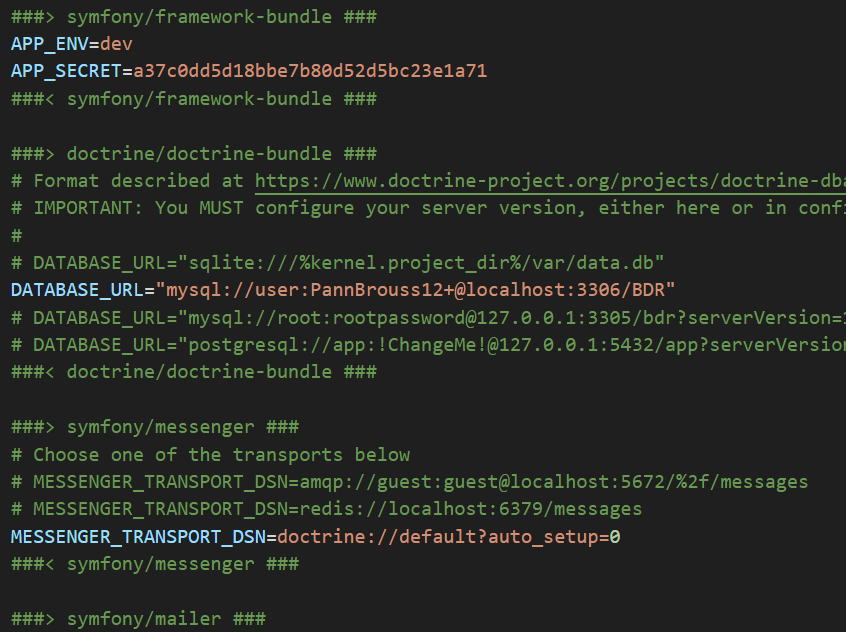 ###> symfony/framework-bundle ###
APP_ENV=dev
APP_SECRET=a37c0dd5d18bbe7b80d52d5bc23e1a71
###< symfony/framework-bundle ###
###> doctrine/doctrine-bundle ###
# Format described at https://www.doctrine-project.org/projects/doctrine-dba
# IMPORTANT: You MUST configure your server version, either here or in confi
#
# DATABASE_URL="sqlite:///%kernel.project_dir%/var/data.db"
DATABASE_URL="mysql://user:PannBrouss12+@localhost:3306/BDR"
# DATABASE_URL="mysql://root:rootpassword@127.0.0.1:3305/bdr?serverVersion=1
# DATABASE_URL="postgresql://app:!ChangeMe!@127.0.0.1:5432/app?serverVersion
###< doctrine/doctrine-bundle ###
###> symfony/messenger ###
# Choose one of the transports below
# MESSENGER_TRANSPORT_DSN=amqp://guest:guest@localhost:5672/%2f/messages
# MESSENGER_TRANSPORT_DSN=redis://localhost:6379/messages
MESSENGER_TRANSPORT_DSN=doctrine://default?auto_setup=0
###< symfony/messenger ###
###> symfony/mailer ###